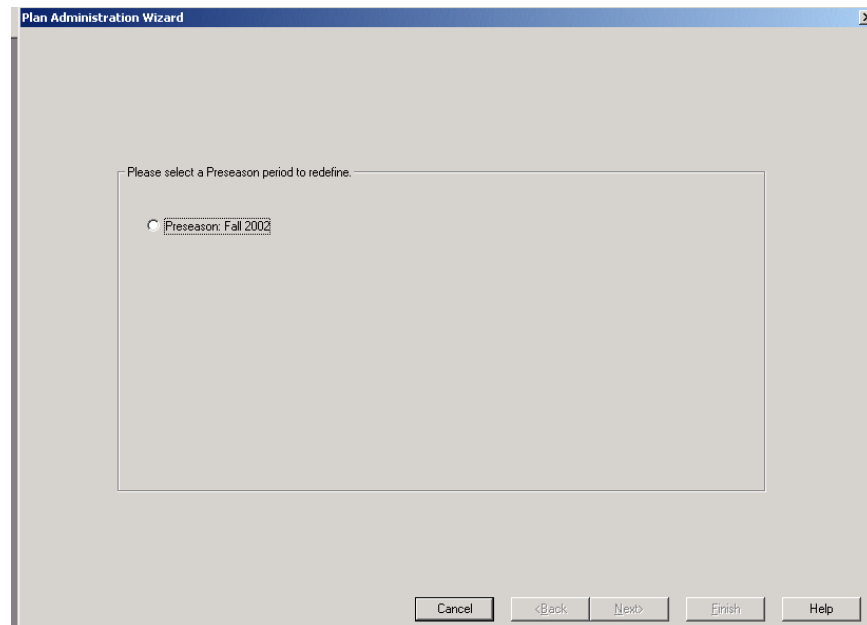 Plan Administration Wizard
Please select a Preseason period to redefine.
Preseason: Fall 2002
Cancel <Back Next> Finish Help